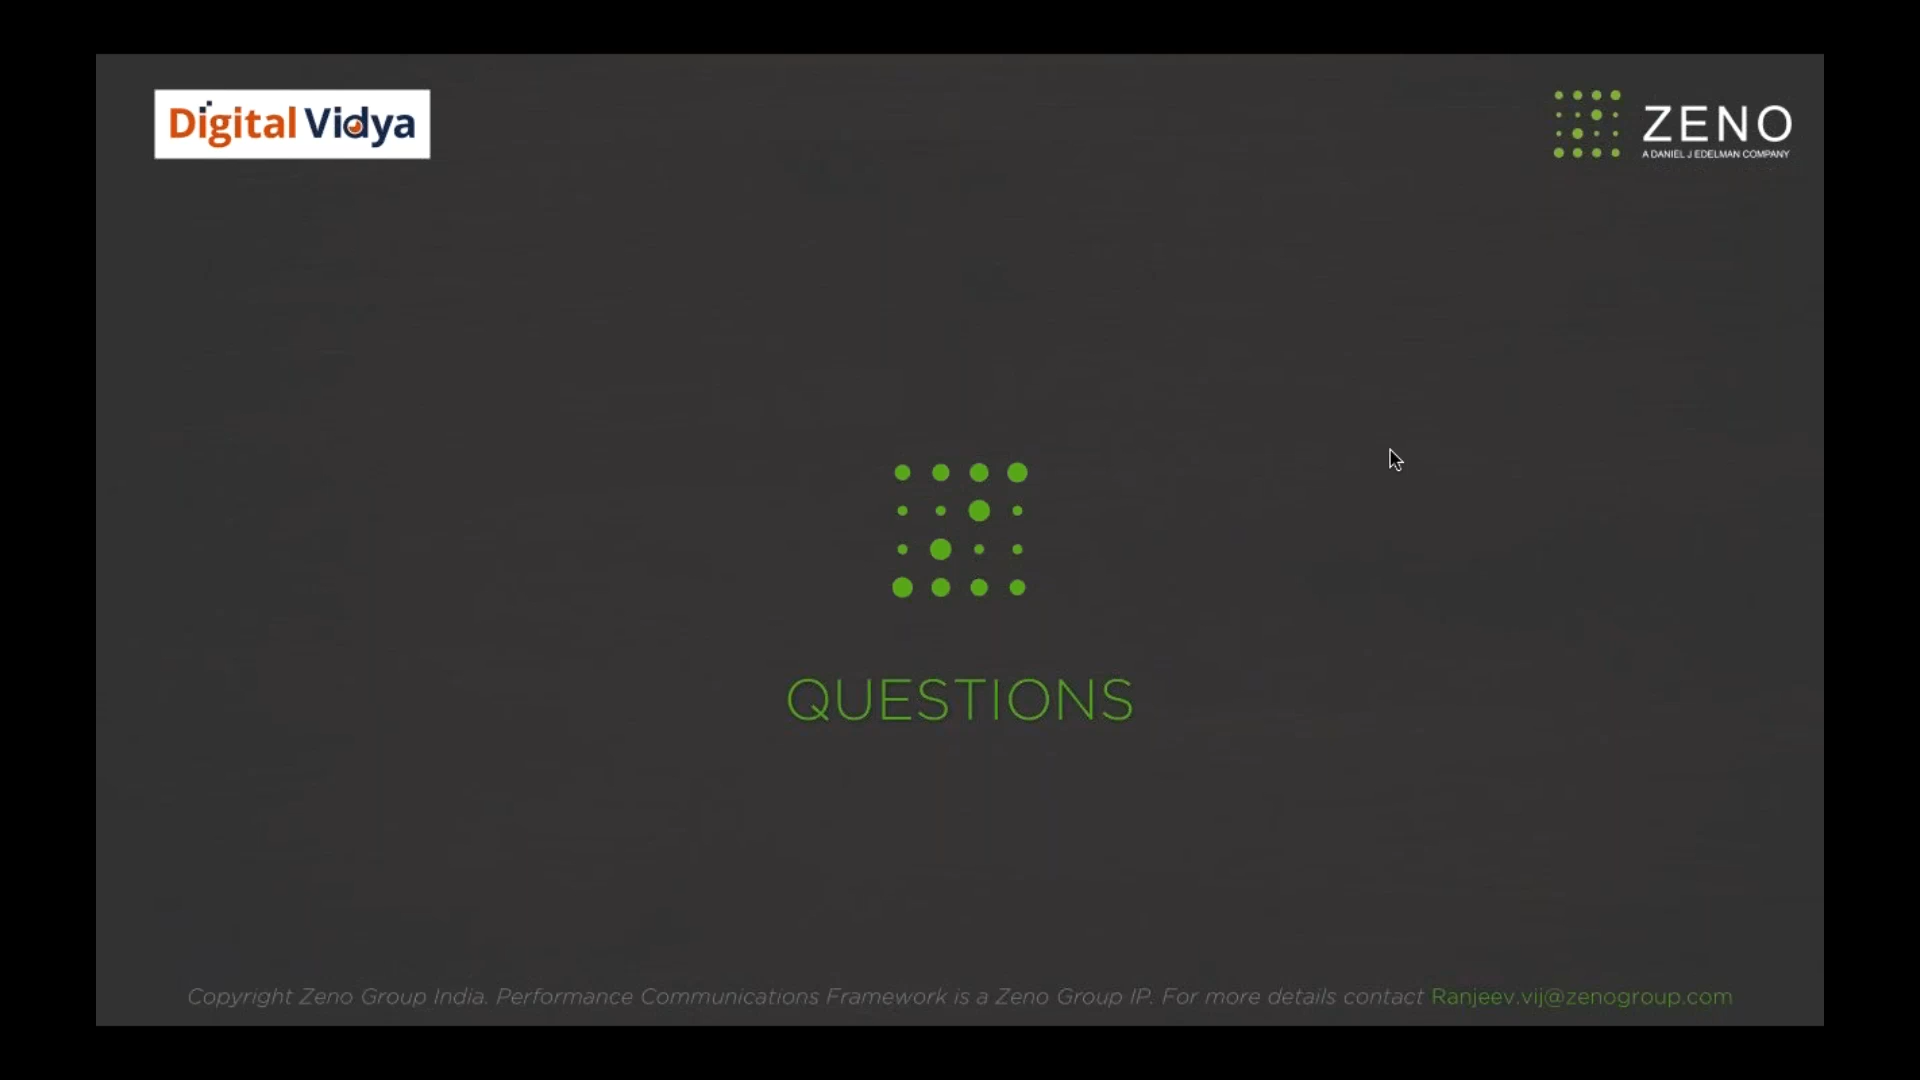 Digital Vidya
ZENO
A DANIEL J EDELMAN COMPANY
QUESTIONS
Copyright Zeno Group India. Performance Communications Framework is a Zeno Group IP. For more details contact Ranjeev.vij@zenogroup.com